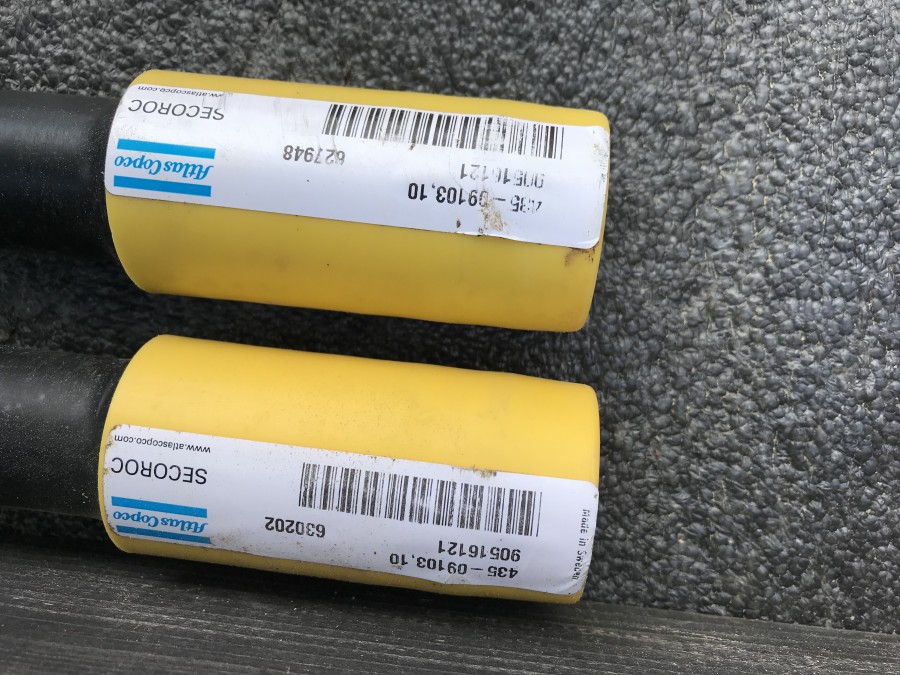 435-09103,10
90516121
627948
Atlas Copco
SECOROC
ww.atlascopco.com
Made in Sweden
435-09103,10
90516121
630202
Atlas Copco
SECOROC
www.atlascopco.com